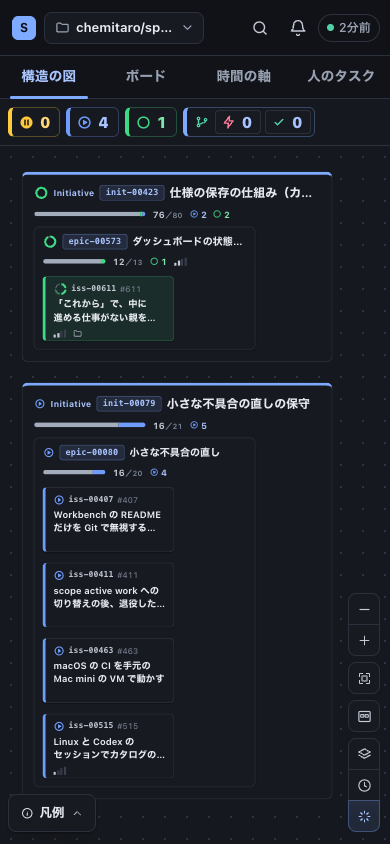 S
chemitaro/sp...
2分前
構造の図
ボード
時間の軸
人のタスク
0
4
1
0
0
Initiative init-00423 仕様の保存の仕組み（カ...
76/80 2 2
epic-00573 ダッシュボードの状態...
12/13 1
iss-00611 #611
「これから」で、中に
進める仕事がない親を...
Initiative init-00079 小さな不具合の直しの保守
16/21 5
epic-00080 小さな不具合の直し
16/20 4
iss-00407 #407
Workbench の README
だけを Git で無視する...
iss-00411 #411
scope active work への
切り替えの後、退役した...
iss-00463 #463
macOS の CI を手元の
Mac mini の VM で動かす
iss-00515 #515
Linux と Codex の
セッションでカタログの...
凡例